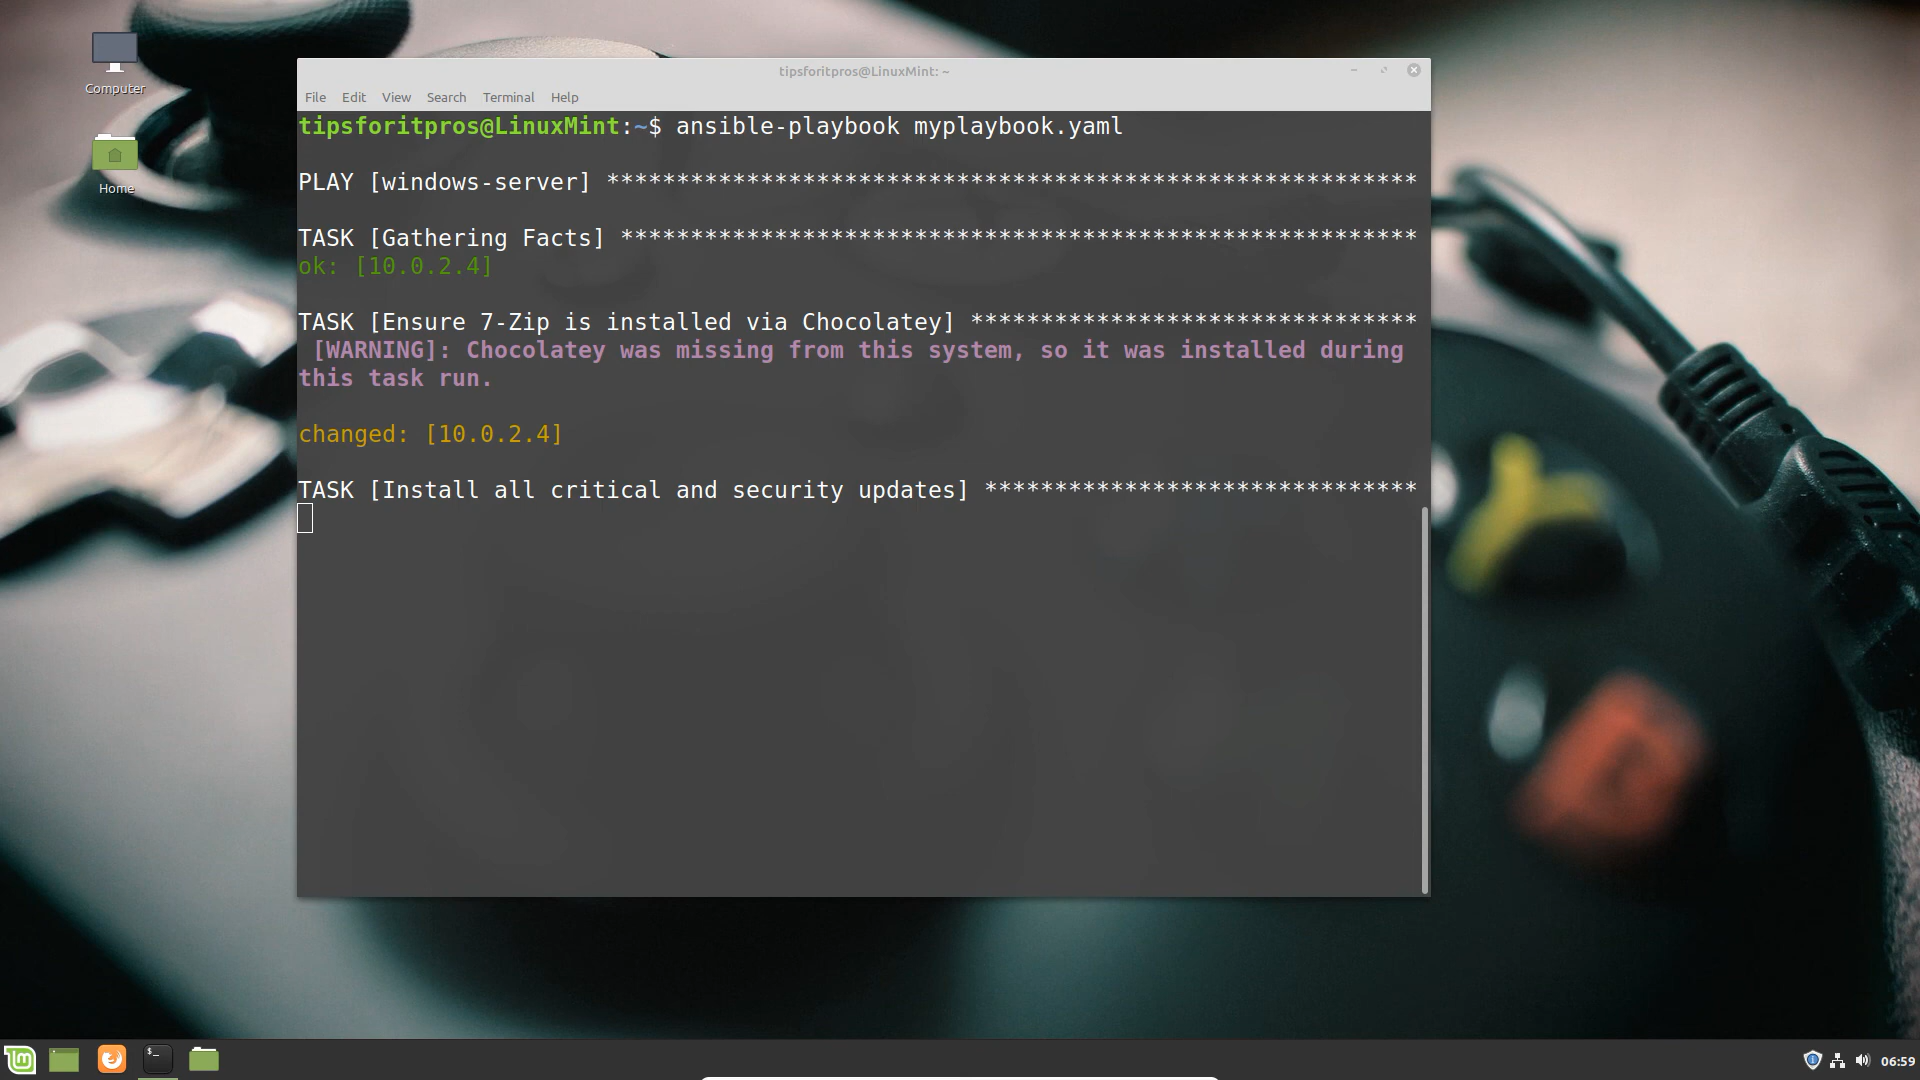 Computer
Home
tipsforitpros@LinuxMint: ~
File Edit View Search Terminal Help
tipsforitpros@LinuxMint:~$ ansible-playbook myplaybook.yaml
PLAY [windows-server] **********************************************************
TASK [Gathering Facts] *********************************************************
ok: [10.0.2.4]
TASK [Ensure 7-Zip is installed via Chocolatey] ********************************
[WARNING]: Chocolatey was missing from this system, so it was installed during
this task run.
changed: [10.0.2.4]
TASK [Install all critical and security updates] *******************************
$_
06:59